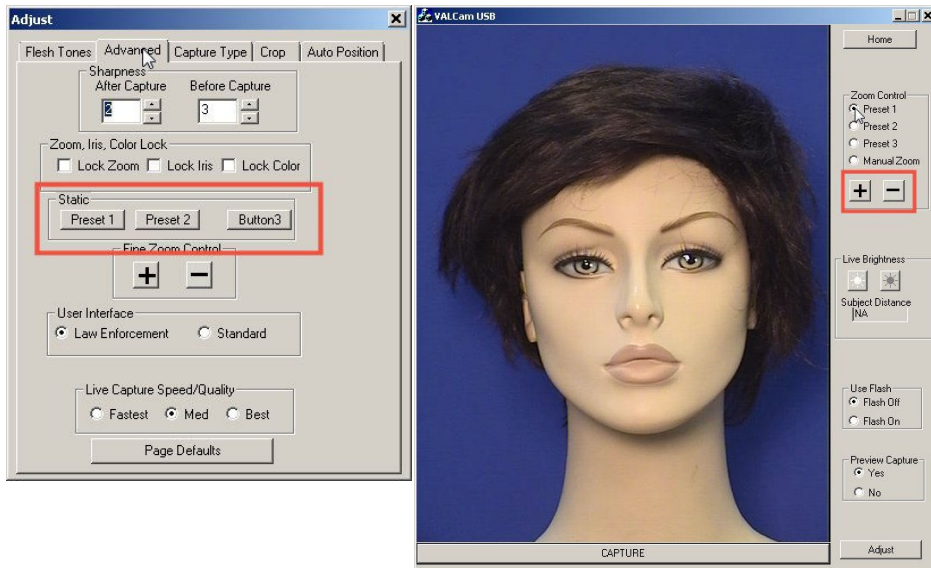 Adjust
Flesh Tones Advanced Capture Type Crop Auto Position
Sharpness
After Capture Before Capture
2 3
Zoom, Iris, Color Lock
Lock Zoom Lock Iris Lock Color
Static
Preset 1 Preset 2 Button3
Fine Zoom Control
+ −
User Interface
Law Enforcement Standard
Live Capture Speed/Quality
Fastest Med Best
Page Defaults
VALCam USB
Home
Zoom Control
Preset 1
Preset 2
Preset 3
Manual Zoom
+ −
Live Brightness
Subject Distance
NA
Use Flash
Flash Off
Flash On
Preview Capture
Yes
No
CAPTURE
Adjust